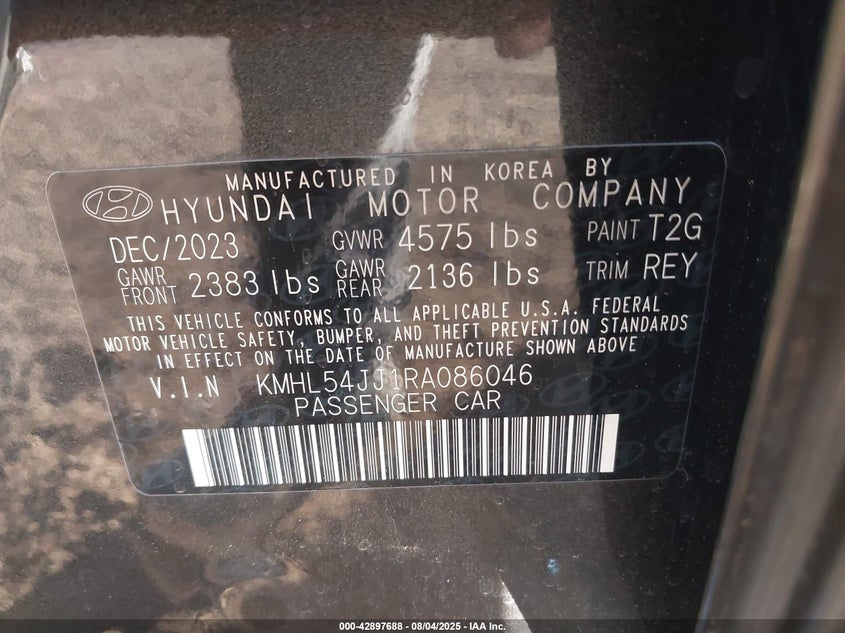 MANUFACTURED IN KOREA BY
HYUNDAI MOTOR COMPANY
DEC/2023 GVWR 4575 lbs PAINT T2G
GAWR FRONT 2383 lbs GAWR REAR 2136 lbs TRIM REY
THIS VEHICLE CONFORMS TO ALL APPLICABLE U.S.A. FEDERAL
MOTOR VEHICLE SAFETY, BUMPER, AND THEFT PREVENTION STANDARDS
IN EFFECT ON THE DATE OF MANUFACTURE SHOWN ABOVE
V.I.N KMHL54JJ1RA086046
PASSENGER CAR
000-42897688 - 08/04/2025 - IAA Inc.